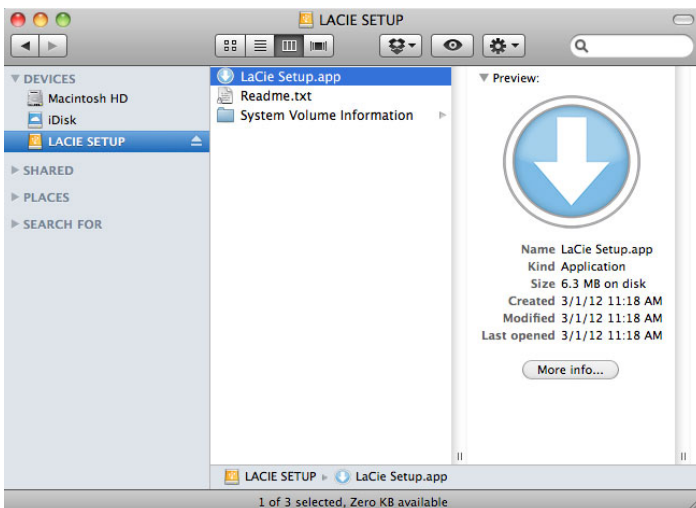 LACIE SETUP
DEVICES
Macintosh HD
iDisk
LACIE SETUP
SHARED
PLACES
SEARCH FOR
LaCie Setup.app
Readme.txt
System Volume Information
Preview:
Name LaCie Setup.app
Kind Application
Size 6.3 MB on disk
Created 3/1/12 11:18 AM
Modified 3/1/12 11:18 AM
Last opened 3/1/12 11:18 AM
More info...
LACIE SETUP LaCie Setup.app
1 of 3 selected, Zero KB available